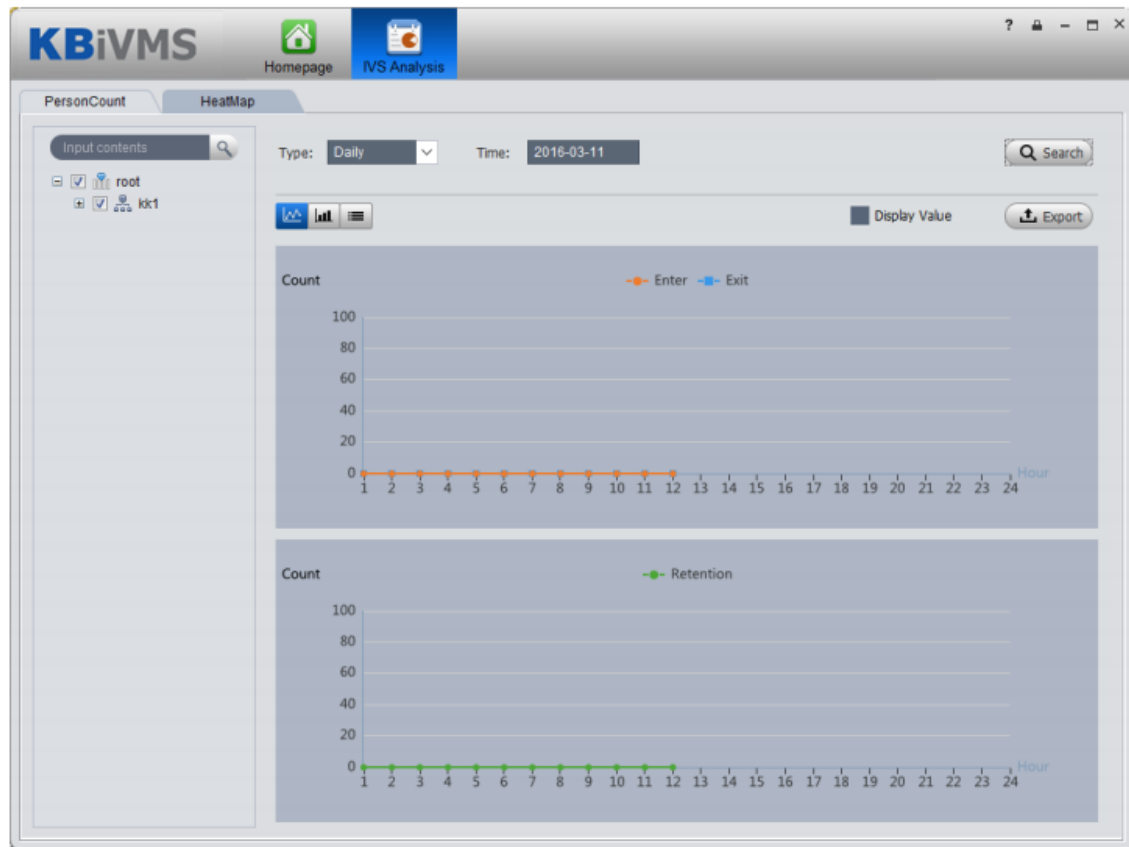 KBiVMS
Homepage
IVS Analysis
?
PersonCount HeatMap
Input contents
root
kk1
Type: Daily Time: 2016-03-11 Search
Display Value Export
Count Enter Exit
100
80
60
40
20
0 Hour
1 2 3 4 5 6 7 8 9 10 11 12 13 14 15 16 17 18 19 20 21 22 23 24
Count Retention
100
80
60
40
20
0 Hour
1 2 3 4 5 6 7 8 9 10 11 12 13 14 15 16 17 18 19 20 21 22 23 24